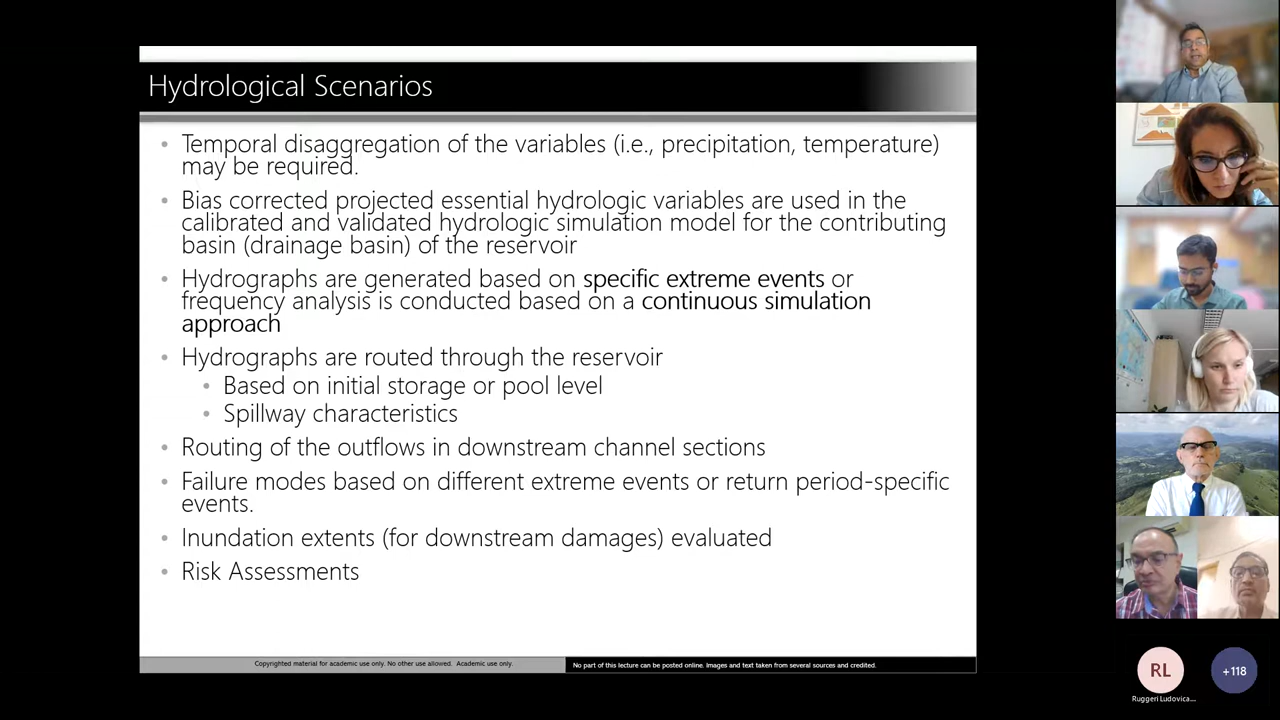 Hydrological Scenarios
Temporal disaggregation of the variables (i.e., precipitation, temperature)
may be required.
Bias corrected projected essential hydrologic variables are used in the
calibrated and validated hydrologic simulation model for the contributing
basin (drainage basin) of the reservoir
Hydrographs are generated based on specific extreme events or
frequency analysis is conducted based on a continuous simulation
approach
Hydrographs are routed through the reservoir
Based on initial storage or pool level
Spillway characteristics
Routing of the outflows in downstream channel sections
Failure modes based on different extreme events or return period-specific
events.
Inundation extents (for downstream damages) evaluated
Risk Assessments
Copyrighted material for academic use only. No other use allowed. Academic use only.
No part of this lecture can be posted online. Images and text taken from several sources and credited.
RL
+118
Ruggeri Ludovica...